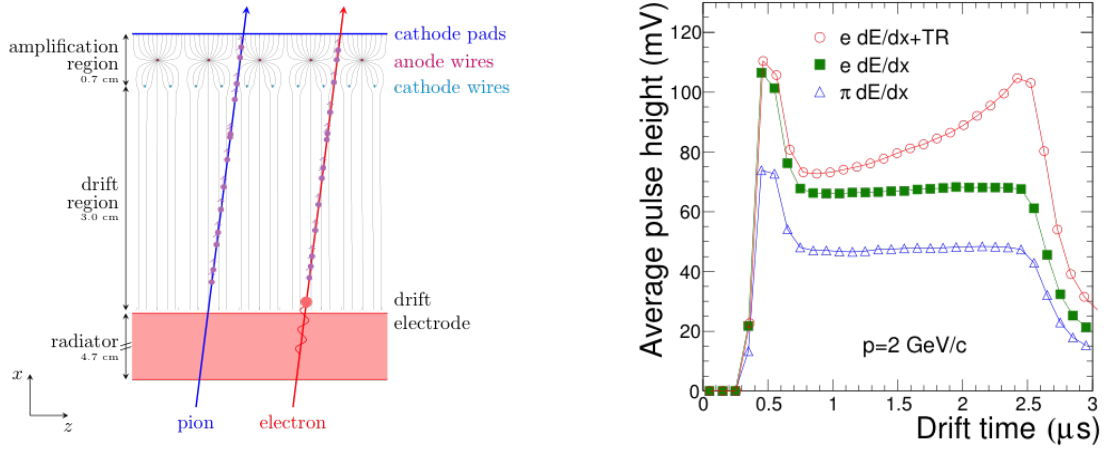 cathode pads
amplification
region
0.7 cm
anode wires
cathode wires
drift
region
3.0 cm
drift
electrode
radiator
4.7 cm
x
z
pion
electron
Average pulse height (mV)
120
100
80
60
40
20
0
e dE/dx+TR
e dE/dx
π dE/dx
p=2 GeV/c
0 0.5 1 1.5 2 2.5 3
Drift time (μs)